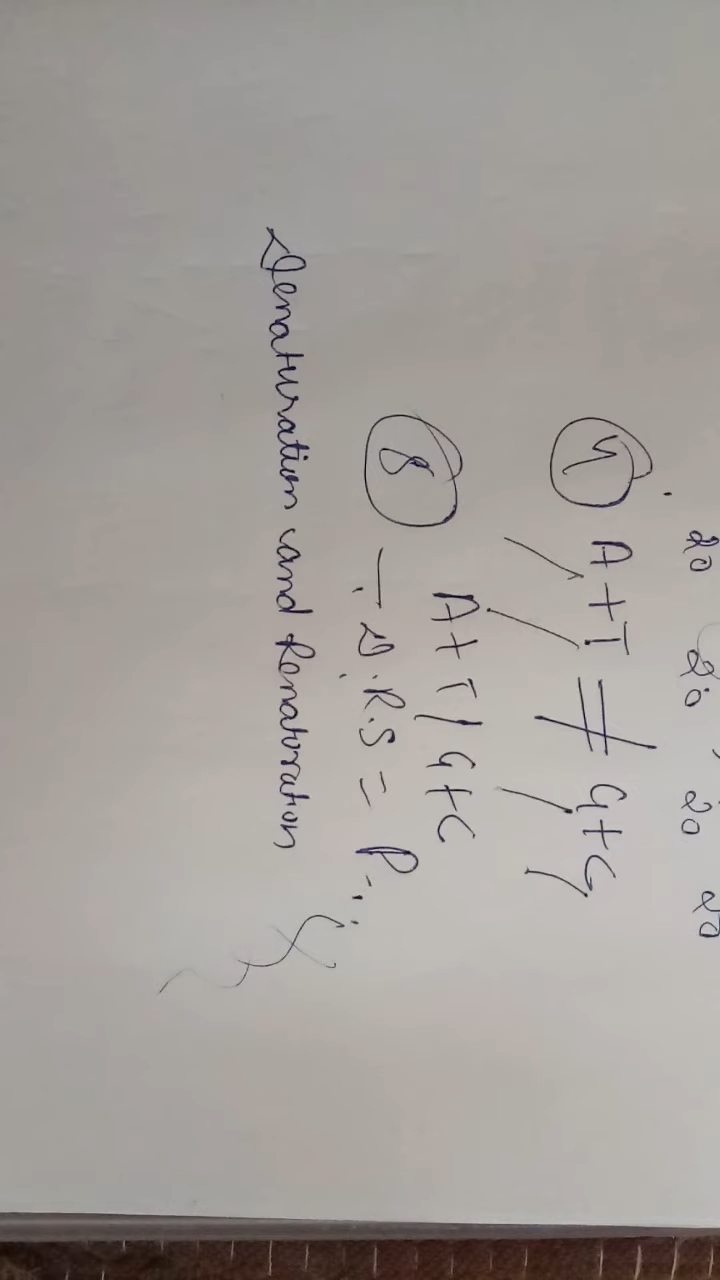 20 20, 20 20
7 A+T ≠ G+C
8 A+T/G+C
- D.R.S = P
Denaturation and Renaturation